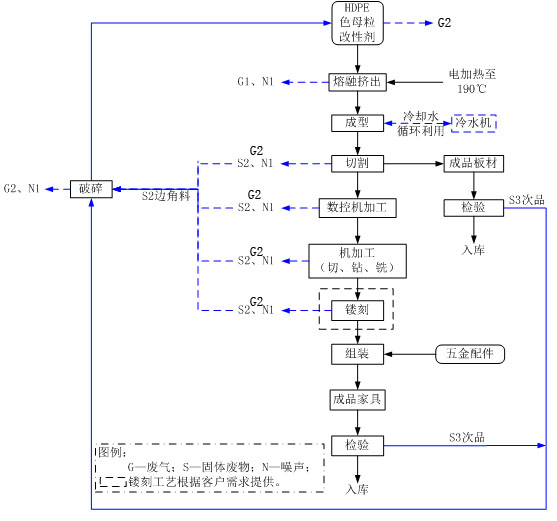 HDPE
色母粒
改性剂
G2
G1、N1
熔融挤出
电加热至
190℃
成型
冷却水
循环利用
冷水机
G2
S2、N1
切割
成品板材
G2、N1
破碎
S2边角料
G2
S2、N1
数控机加工
检验
S3次品
入库
G2
S2、N1
机加工
（切、钻、铣）
G2
S2、N1
镂刻
组装
五金配件
成品家具
检验
S3次品
入库
图例：
G—废气；S—固体废物；N—噪声；
镂刻工艺根据客户需求提供。